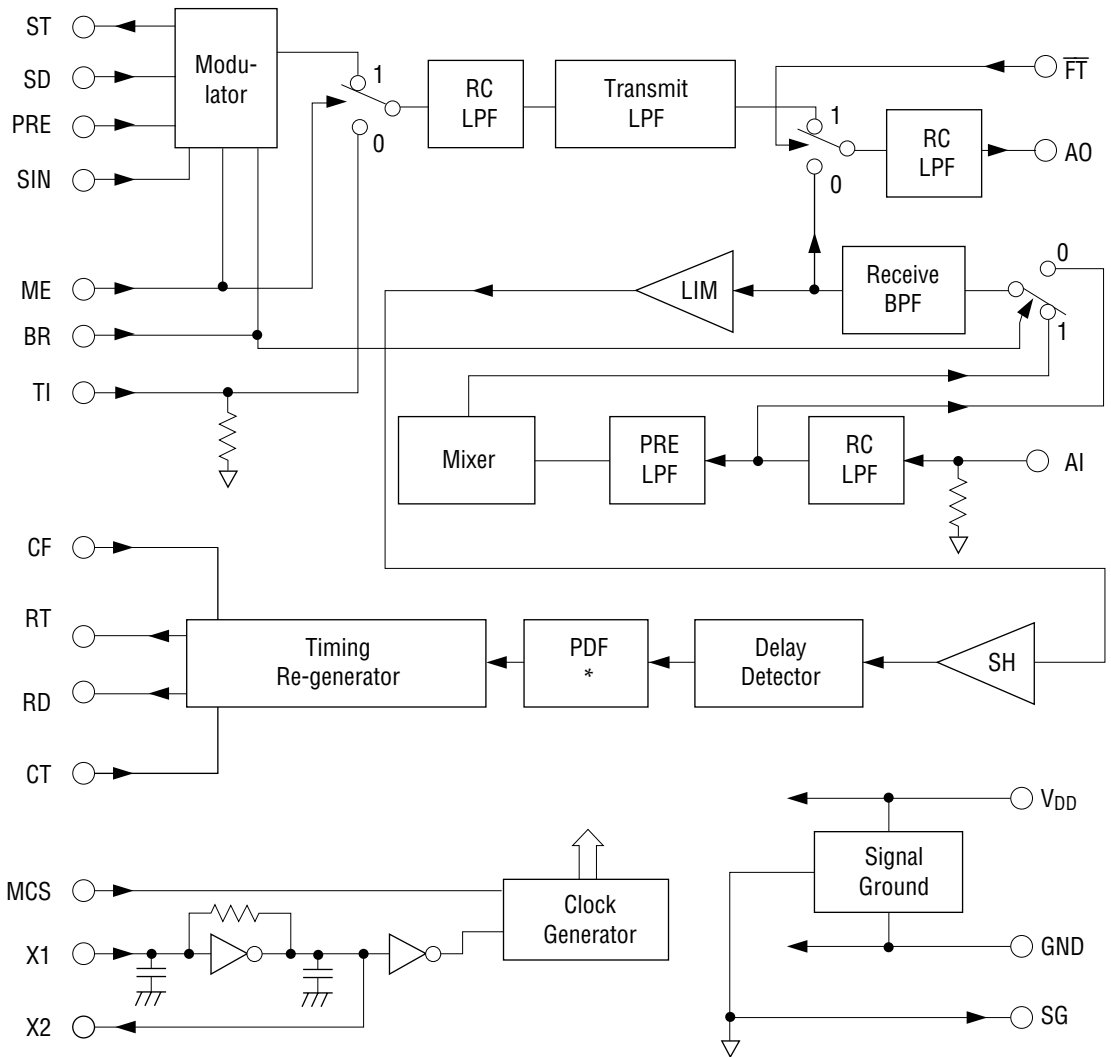 ST
SD
PRE
SIN
ME
BR
TI
Modu-
lator
1
0
RC
LPF
Transmit
LPF
1
0
F̅T̅
RC
LPF
AO
LIM
Receive
BPF
0
1
Mixer
PRE
LPF
RC
LPF
AI
CF
RT
RD
CT
Timing
Re-generator
PDF
*
Delay
Detector
SH
MCS
X1
X2
Clock
Generator
Signal
Ground
VDD
GND
SG